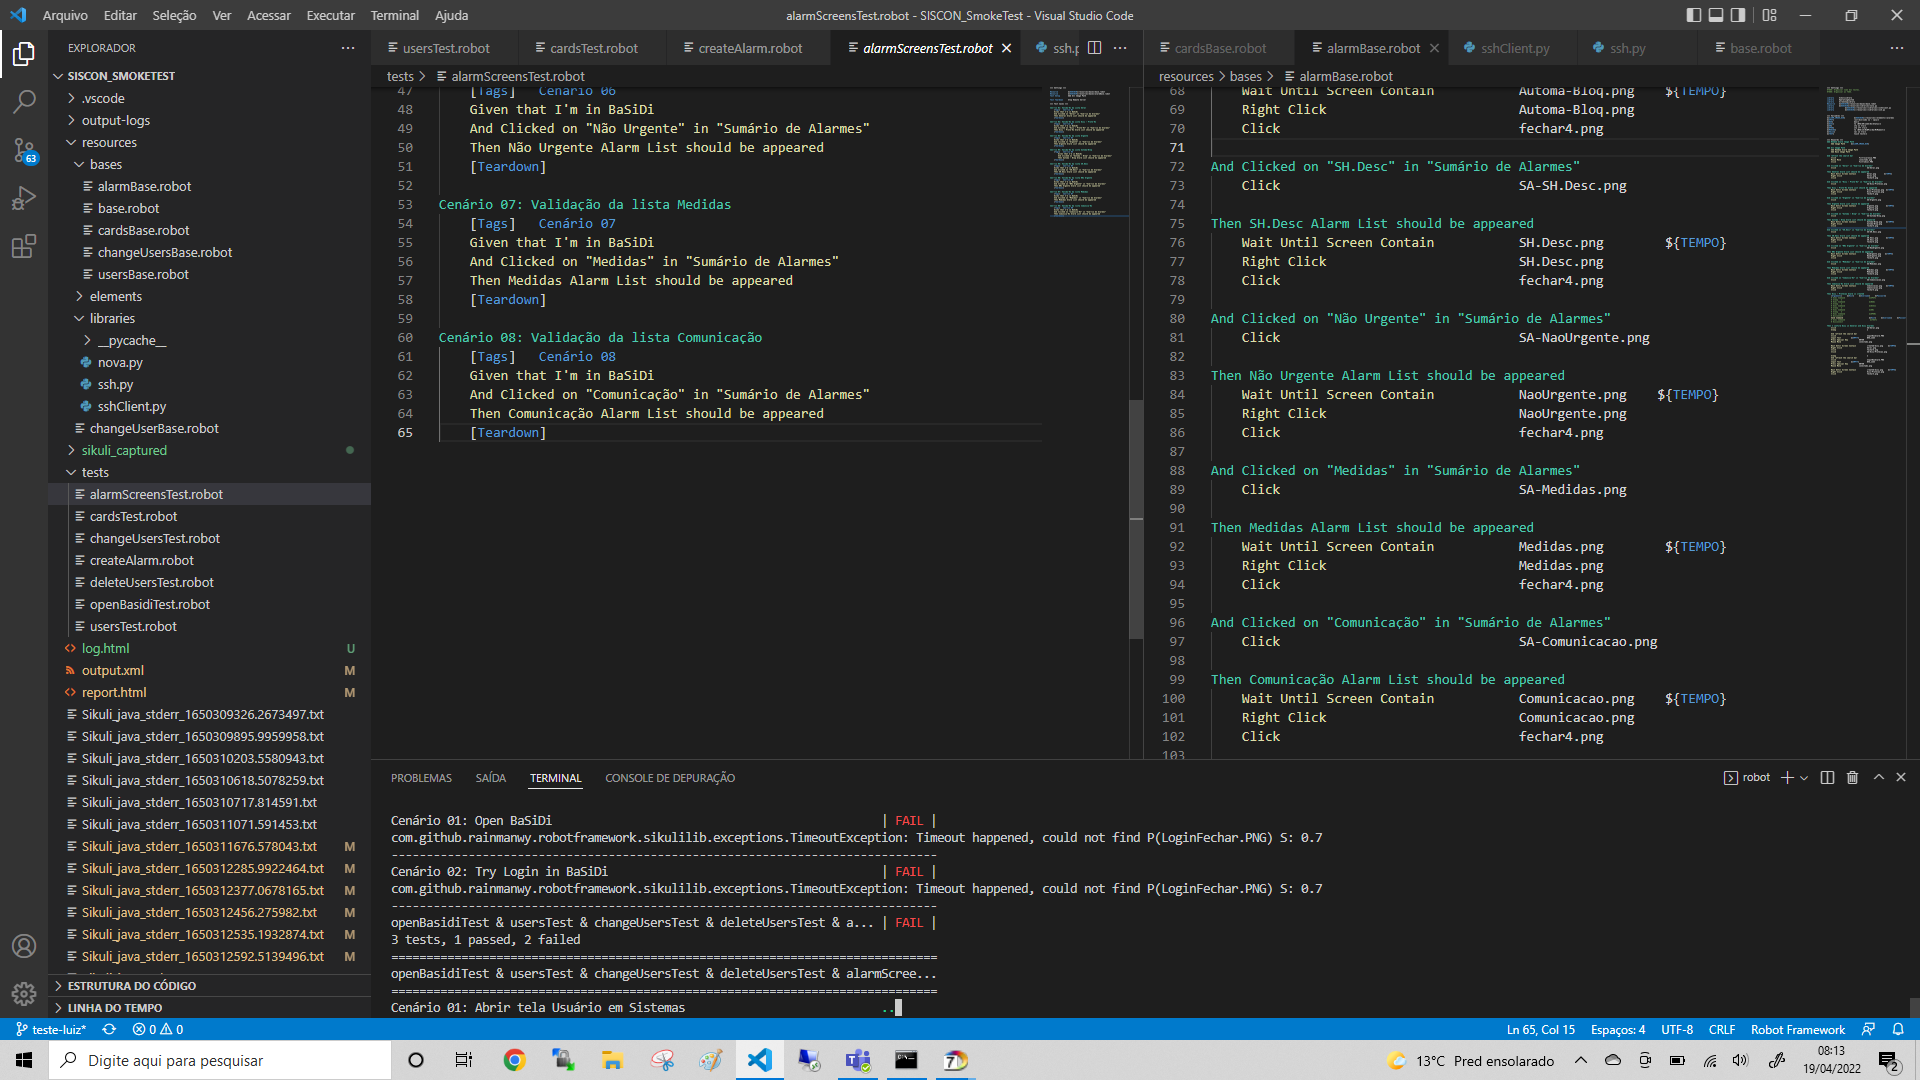 Arquivo Editar Seleção Ver Acessar Executar Terminal Ajuda
alarmScreensTest.robot - SISCON_SmokeTest - Visual Studio Code
EXPLORADOR
SISCON_SMOKETEST
.vscode
output-logs
resources
bases
alarmBase.robot
base.robot
cardsBase.robot
changeUsersBase.robot
usersBase.robot
elements
libraries
__pycache__
nova.py
ssh.py
sshClient.py
changeUserBase.robot
sikuli_captured
tests
alarmScreensTest.robot
cardsTest.robot
changeUsersTest.robot
createAlarm.robot
deleteUsersTest.robot
openBasidiTest.robot
usersTest.robot
log.html U
output.xml M
report.html M
Sikuli_java_stderr_1650309326.2673497.txt
Sikuli_java_stderr_1650309895.9959958.txt
Sikuli_java_stderr_1650310203.5580943.txt
Sikuli_java_stderr_1650310618.5078259.txt
Sikuli_java_stderr_1650310717.814591.txt
Sikuli_java_stderr_1650311071.591453.txt
Sikuli_java_stderr_1650311676.578043.txt M
Sikuli_java_stderr_1650312285.9922464.txt M
Sikuli_java_stderr_1650312377.0678165.txt M
Sikuli_java_stderr_1650312456.275982.txt M
Sikuli_java_stderr_1650312535.1932874.txt M
Sikuli_java_stderr_1650312592.5139496.txt M
ESTRUTURA DO CÓDIGO
LINHA DO TEMPO
63
usersTest.robot cardsTest.robot createAlarm.robot alarmScreensTest.robot ssh.p
tests > alarmScreensTest.robot
47 [Tags] Cenário 06
48 Given that I'm in BaSiDi
49 And Clicked on "Não Urgente" in "Sumário de Alarmes"
50 Then Não Urgente Alarm List should be appeared
51 [Teardown]
52
53 Cenário 07: Validação da lista Medidas
54 [Tags] Cenário 07
55 Given that I'm in BaSiDi
56 And Clicked on "Medidas" in "Sumário de Alarmes"
57 Then Medidas Alarm List should be appeared
58 [Teardown]
59
60 Cenário 08: Validação da lista Comunicação
61 [Tags] Cenário 08
62 Given that I'm in BaSiDi
63 And Clicked on "Comunicação" in "Sumário de Alarmes"
64 Then Comunicação Alarm List should be appeared
65 [Teardown]
cardsBase.robot alarmBase.robot sshClient.py ssh.py base.robot
resources > bases > alarmBase.robot
68 Wait Until Screen Contain Automa-Bloq.png ${TEMPO}
69 Right Click Automa-Bloq.png
70 Click fechar4.png
71
72 And Clicked on "SH.Desc" in "Sumário de Alarmes"
73 Click SA-SH.Desc.png
74
75 Then SH.Desc Alarm List should be appeared
76 Wait Until Screen Contain SH.Desc.png ${TEMPO}
77 Right Click SH.Desc.png
78 Click fechar4.png
79
80 And Clicked on "Não Urgente" in "Sumário de Alarmes"
81 Click SA-NaoUrgente.png
82
83 Then Não Urgente Alarm List should be appeared
84 Wait Until Screen Contain NaoUrgente.png ${TEMPO}
85 Right Click NaoUrgente.png
86 Click fechar4.png
87
88 And Clicked on "Medidas" in "Sumário de Alarmes"
89 Click SA-Medidas.png
90
91 Then Medidas Alarm List should be appeared
92 Wait Until Screen Contain Medidas.png ${TEMPO}
93 Right Click Medidas.png
94 Click fechar4.png
95
96 And Clicked on "Comunicação" in "Sumário de Alarmes"
97 Click SA-Comunicacao.png
98
99 Then Comunicação Alarm List should be appeared
100 Wait Until Screen Contain Comunicacao.png ${TEMPO}
101 Right Click Comunicacao.png
102 Click fechar4.png
103
PROBLEMAS SAÍDA TERMINAL CONSOLE DE DEPURAÇÃO
robot
Cenário 01: Open BaSiDi | FAIL |
com.github.rainmanwy.robotframework.sikulilib.exceptions.TimeoutException: Timeout happened, could not find P(LoginFechar.PNG) S: 0.7
------------------------------------------------------------------------------
Cenário 02: Try Login in BaSiDi | FAIL |
com.github.rainmanwy.robotframework.sikulilib.exceptions.TimeoutException: Timeout happened, could not find P(LoginFechar.PNG) S: 0.7
------------------------------------------------------------------------------
openBasidiTest & usersTest & changeUsersTest & deleteUsersTest & a... | FAIL |
3 tests, 1 passed, 2 failed
==============================================================================
openBasidiTest & usersTest & changeUsersTest & deleteUsersTest & alarmScree...
==============================================================================
Cenário 01: Abrir tela Usuário em Sistemas ..
teste-luiz* 0 0
Ln 65, Col 15 Espaços: 4 UTF-8 CRLF Robot Framework
Digite aqui para pesquisar
13°C Pred ensolarado
08:13
19/04/2022
2